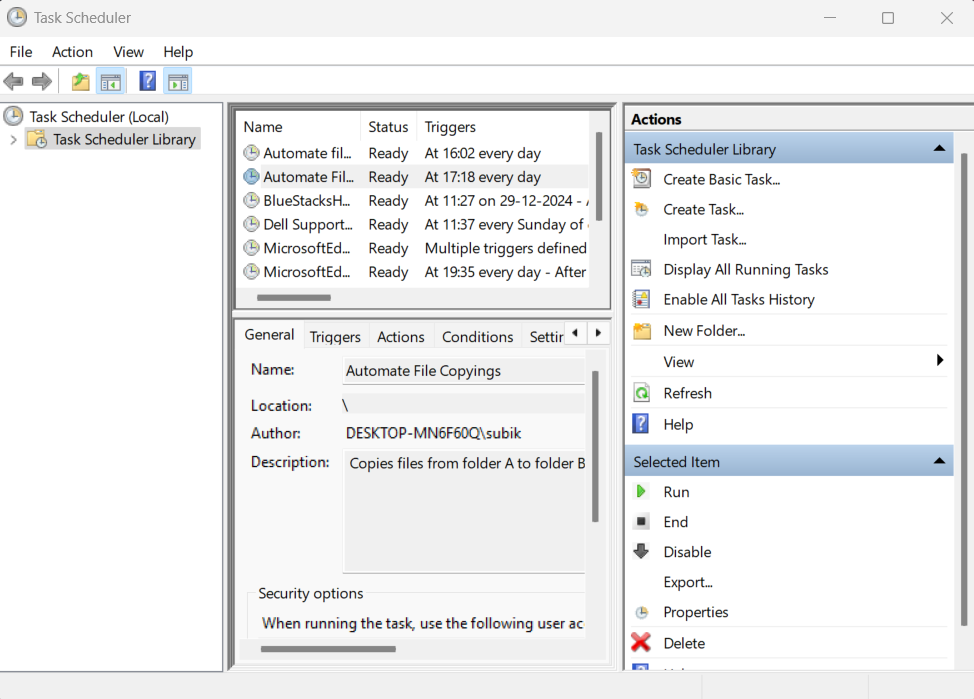 Task Scheduler
File Action View Help
Task Scheduler (Local)
Task Scheduler Library
Name Status Triggers
Automate fil... Ready At 16:02 every day
Automate Fil... Ready At 17:18 every day
BlueStacksH... Ready At 11:27 on 29-12-2024 -
Dell Support... Ready At 11:37 every Sunday of
MicrosoftEd... Ready Multiple triggers defined
MicrosoftEd... Ready At 19:35 every day - After
General Triggers Actions Conditions Settin
Name: Automate File Copyings
Location: \
Author: DESKTOP-MN6F60Q\subik
Description: Copies files from folder A to folder B
Security options
When running the task, use the following user ac
Actions
Task Scheduler Library
Create Basic Task...
Create Task...
Import Task...
Display All Running Tasks
Enable All Tasks History
New Folder...
View
Refresh
Help
Selected Item
Run
End
Disable
Export...
Properties
Delete